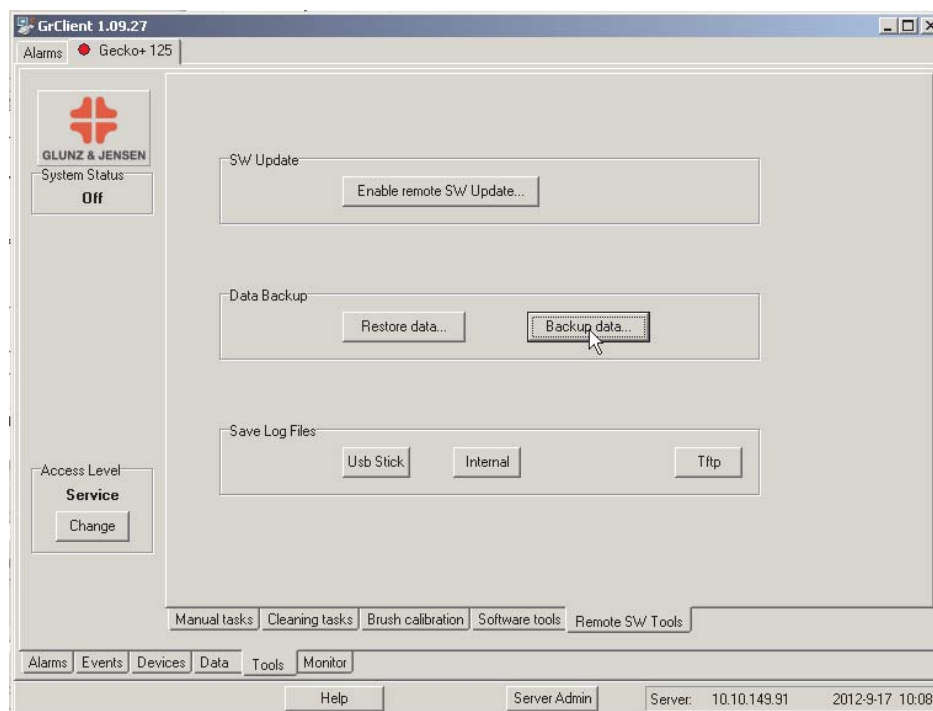 GrClient 1.09.27
Alarms
Gecko+ 125
GLUNZ & JENSEN
System Status
Off
SW Update
Enable remote SW Update...
Data Backup
Restore data...
Backup data...
Save Log Files
Usb Stick
Internal
Tftp
Access Level
Service
Change
Manual tasks
Cleaning tasks
Brush calibration
Software tools
Remote SW Tools
Alarms
Events
Devices
Data
Tools
Monitor
Help
Server Admin
Server:
10.10.149.91
2012-9-17 10:08